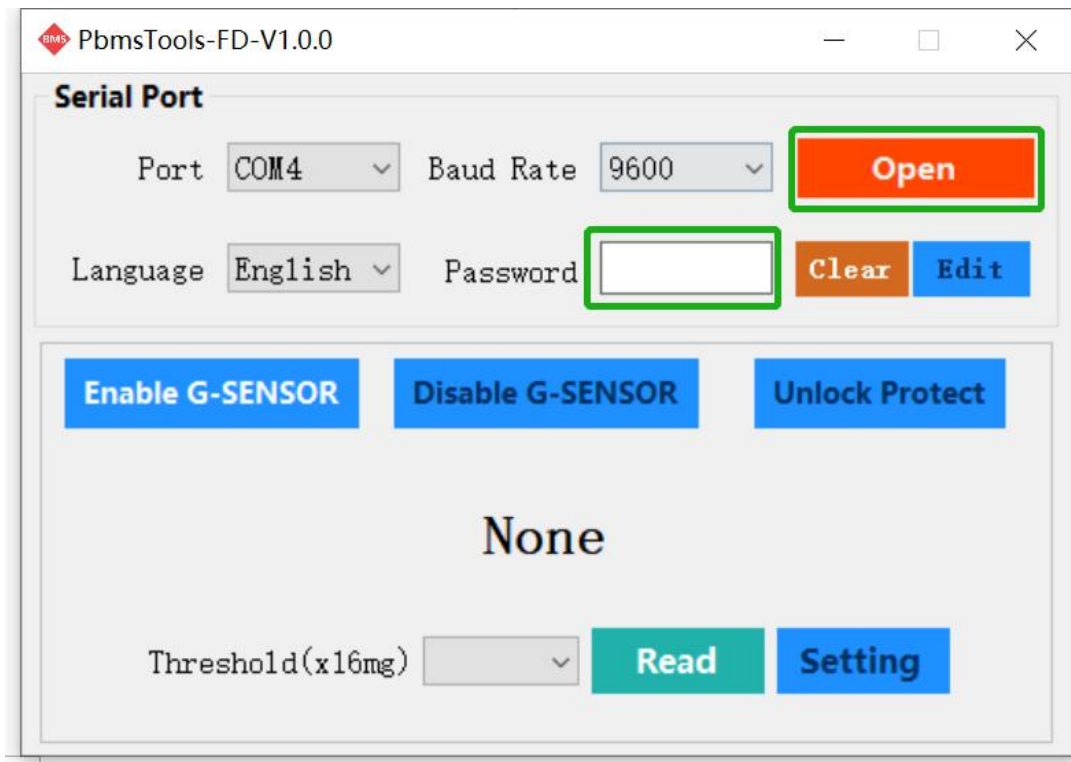 BMS PbmsTools-FD-V1.0.0
Serial Port
Port COM4 Baud Rate 9600 Open
Language English Password Clear Edit
Enable G-SENSOR Disable G-SENSOR Unlock Protect
None
Threshold(x16mg) Read Setting